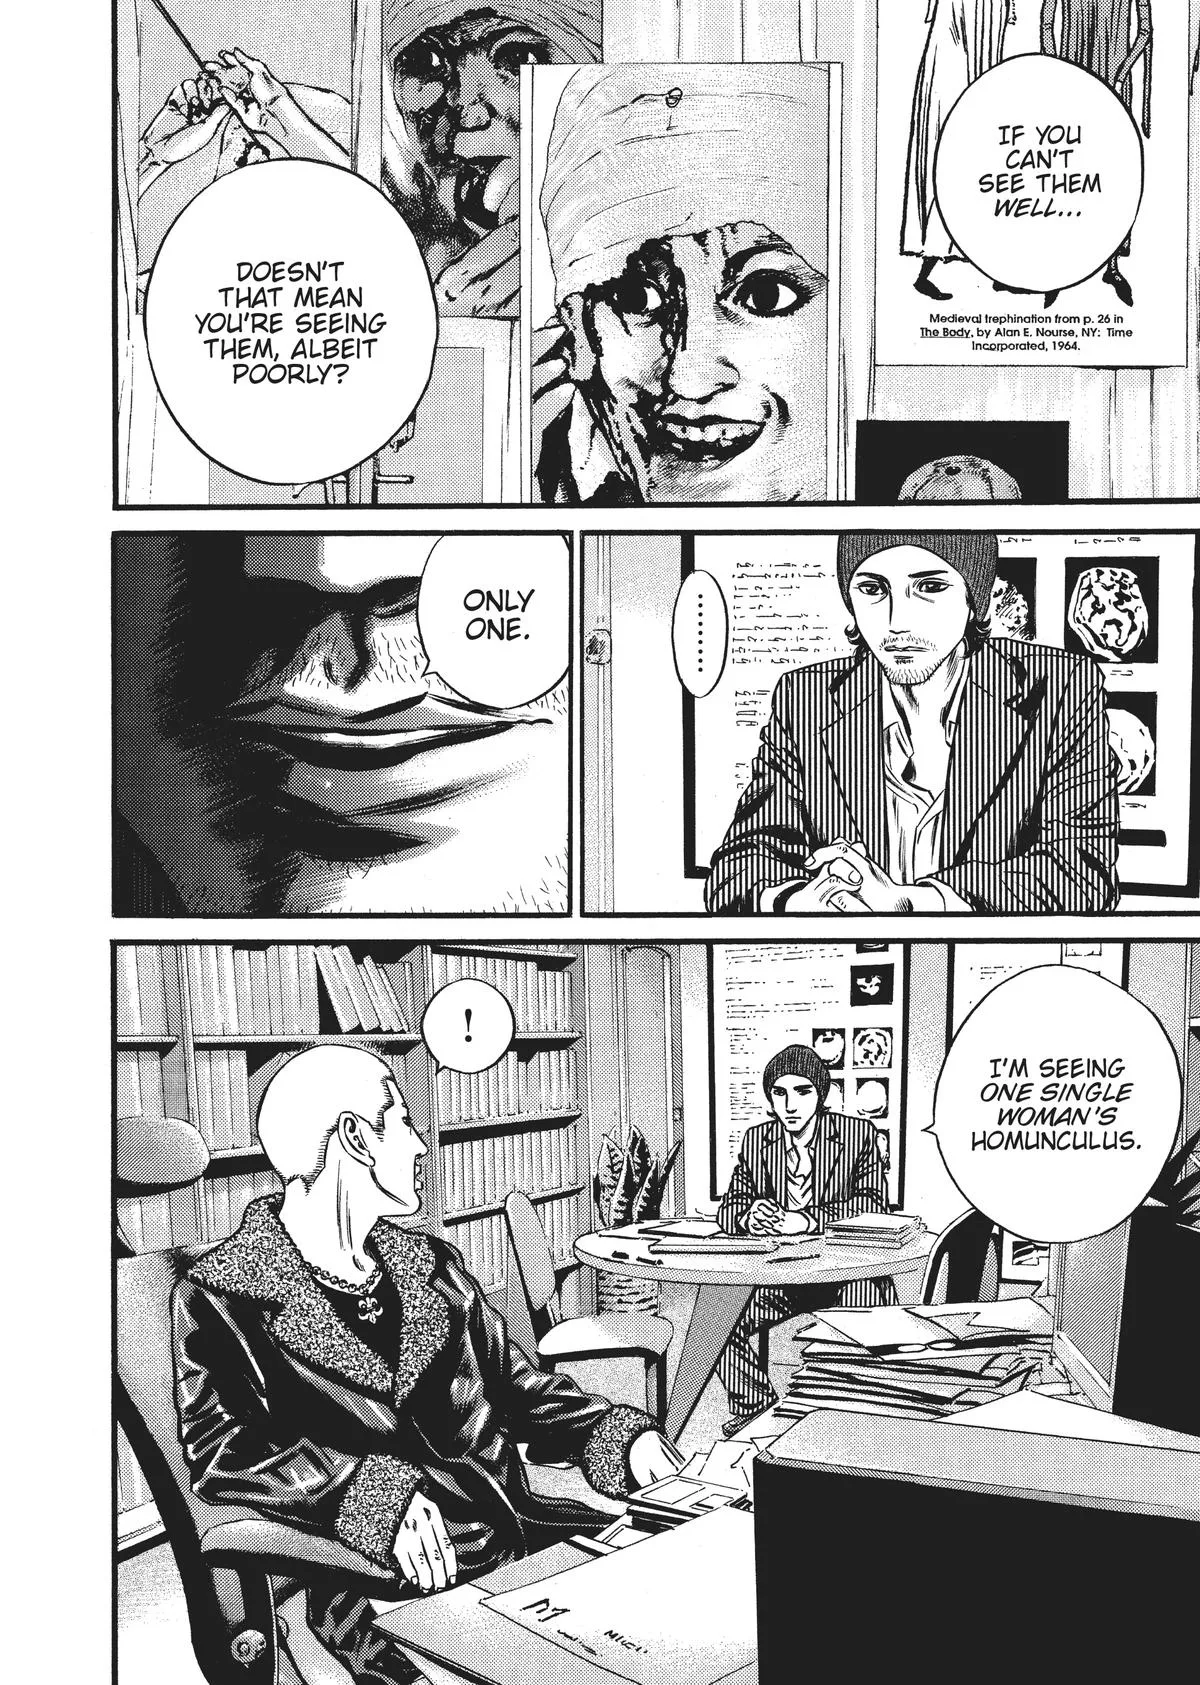 IF YOU
CAN'T
SEE THEM
WELL...
Medieval trephination from p. 26 in
The Body, by Alan E. Nourse, NY: Time
Incorporated, 1964.
DOESN'T
THAT MEAN
YOU'RE SEEING
THEM, ALBEIT
POORLY?
........
ONLY
ONE.
I'M SEEING
ONE SINGLE
WOMAN'S
HOMUNCULUS.
!